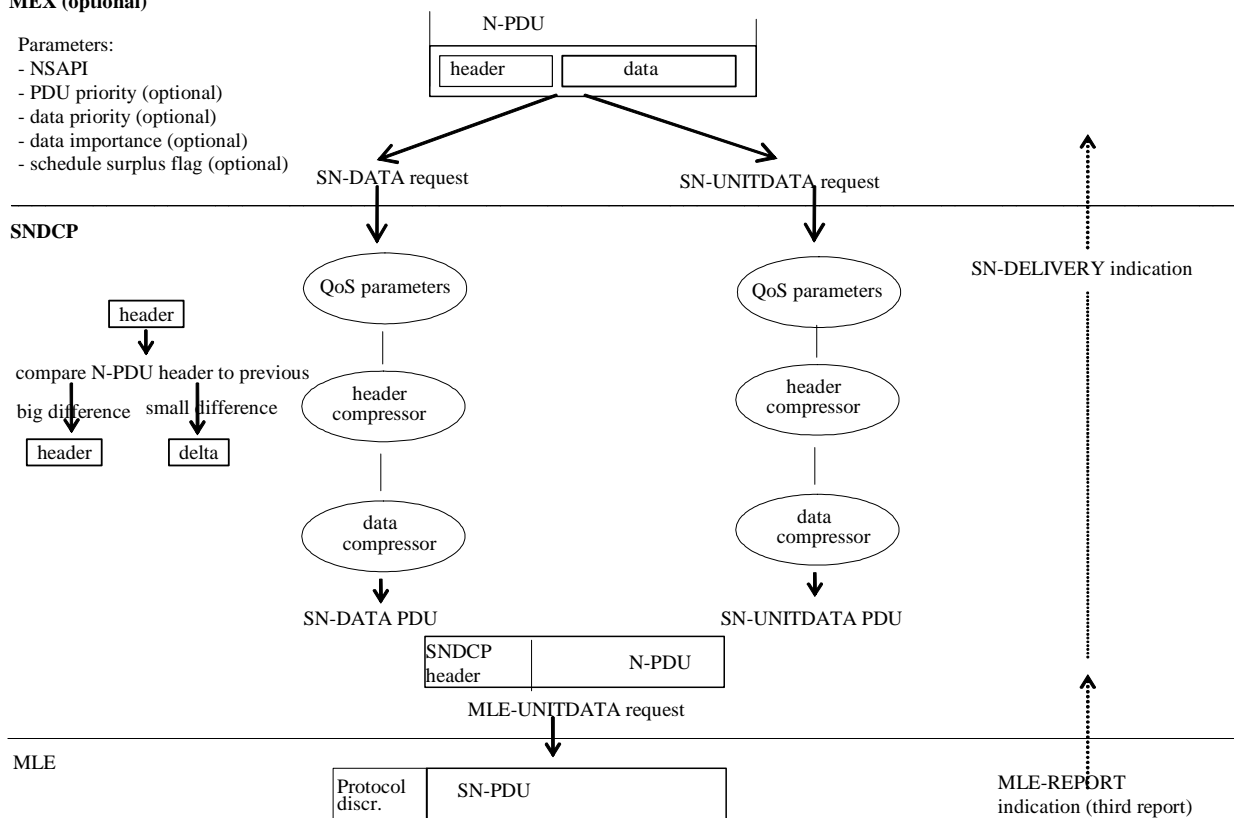 MEX (optional)
N-PDU
Parameters:
- NSAPI
- PDU priority (optional)
- data priority (optional)
- data importance (optional)
- schedule surplus flag (optional)
header
data
SN-DATA request
SN-UNITDATA request
SNDCP
SN-DELIVERY indication
QoS parameters
QoS parameters
header
compare N-PDU header to previous
big difference
small difference
header
delta
header
compressor
header
compressor
data
compressor
data
compressor
SN-DATA PDU
SN-UNITDATA PDU
SNDCP
header
N-PDU
MLE-UNITDATA request
MLE
Protocol
discr.
SN-PDU
MLE-REPORT
indication (third report)